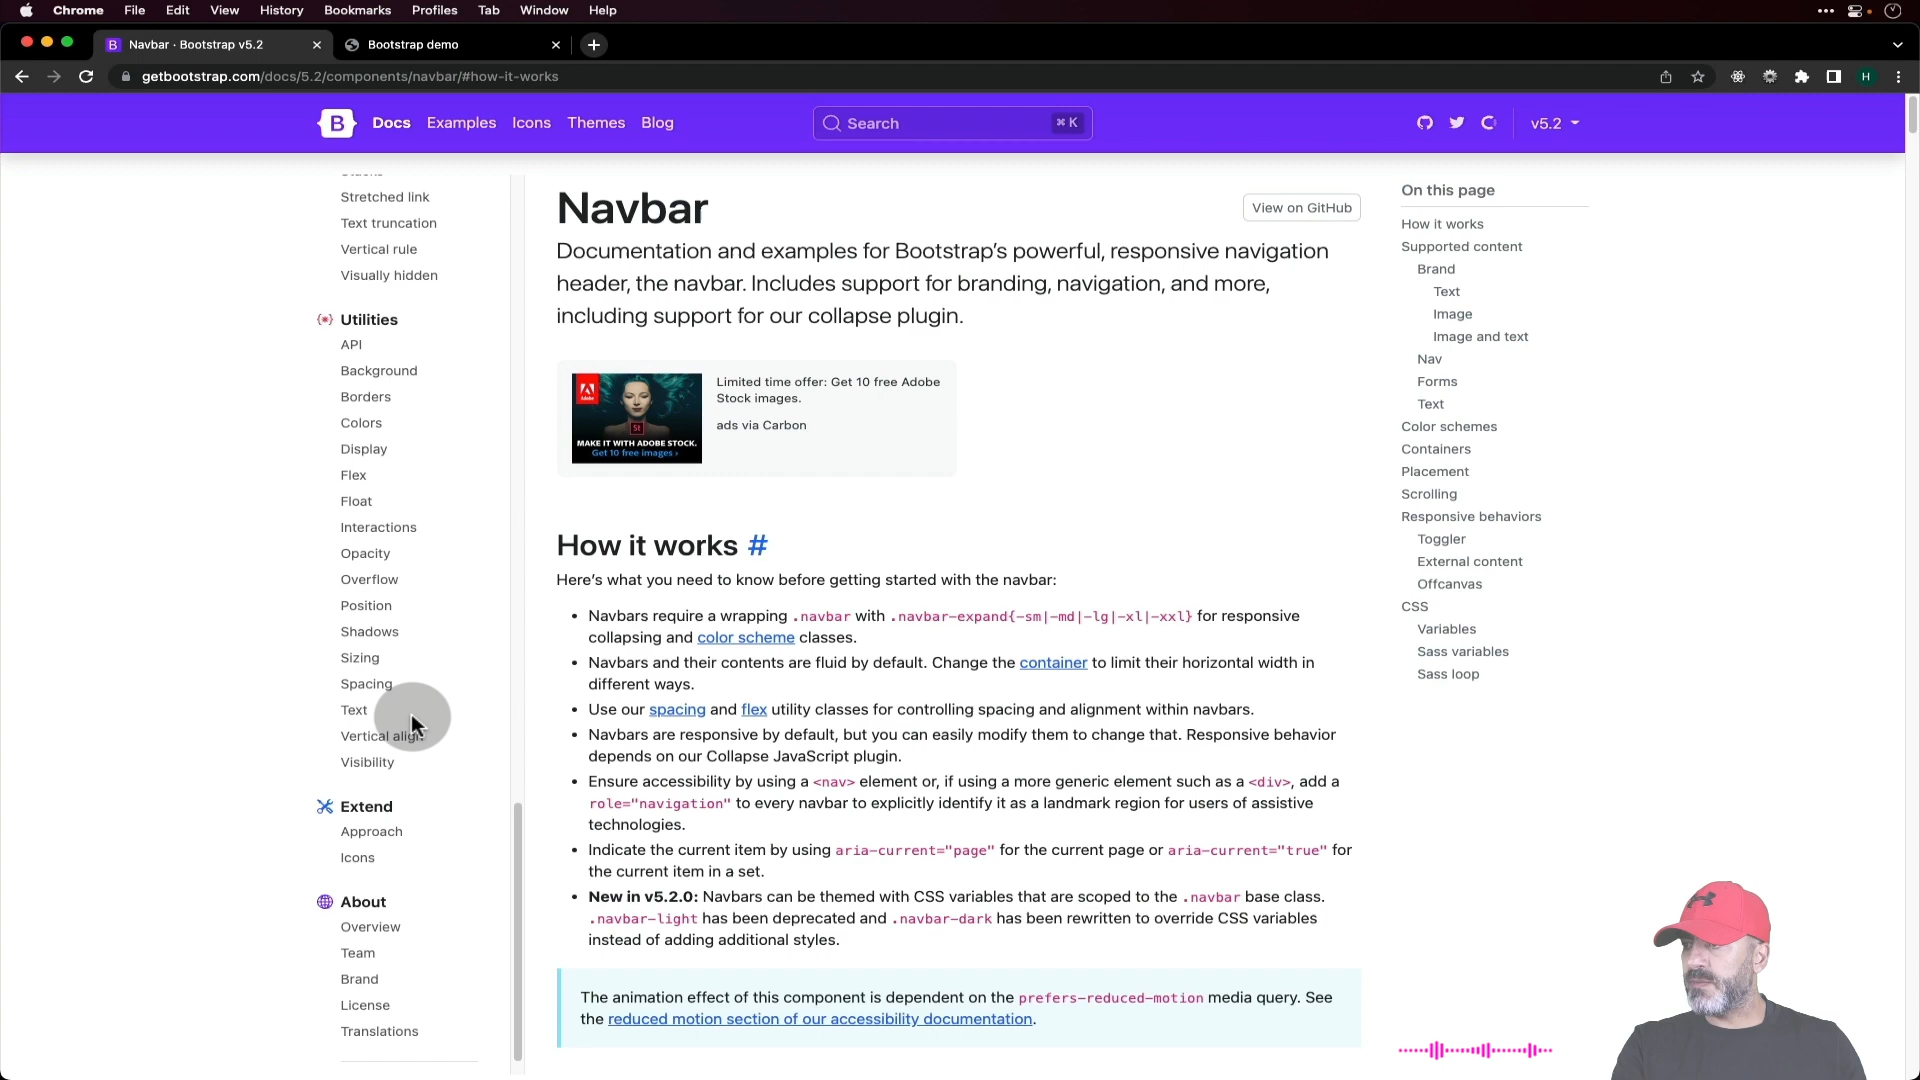 Chrome File Edit View History Bookmarks Profiles Tab Window Help
Navbar · Bootstrap v5.2
Bootstrap demo
getbootstrap.com/docs/5.2/components/navbar/#how-it-works
H
B Docs Examples Icons Themes Blog
Search ⌘ K
v5.2
Stretched link
Text truncation
Vertical rule
Visually hidden
Utilities
API
Background
Borders
Colors
Display
Flex
Float
Interactions
Opacity
Overflow
Position
Shadows
Sizing
Spacing
Text
Vertical align
Visibility
Extend
Approach
Icons
About
Overview
Team
Brand
License
Translations
Navbar
View on GitHub
Documentation and examples for Bootstrap’s powerful, responsive navigation
header, the navbar. Includes support for branding, navigation, and more,
including support for our collapse plugin.
Adobe
St
MAKE IT WITH ADOBE STOCK.
Get 10 free images ›
Limited time offer: Get 10 free Adobe
Stock images.
ads via Carbon
How it works #
Here’s what you need to know before getting started with the navbar:
• Navbars require a wrapping .navbar with .navbar-expand{-sm|-md|-lg|-xl|-xxl} for responsive
collapsing and color scheme classes.
• Navbars and their contents are fluid by default. Change the container to limit their horizontal width in
different ways.
• Use our spacing and flex utility classes for controlling spacing and alignment within navbars.
• Navbars are responsive by default, but you can easily modify them to change that. Responsive behavior
depends on our Collapse JavaScript plugin.
• Ensure accessibility by using a <nav> element or, if using a more generic element such as a <div>, add a
role="navigation" to every navbar to explicitly identify it as a landmark region for users of assistive
technologies.
• Indicate the current item by using aria-current="page" for the current page or aria-current="true" for
the current item in a set.
• New in v5.2.0: Navbars can be themed with CSS variables that are scoped to the .navbar base class.
.navbar-light has been deprecated and .navbar-dark has been rewritten to override CSS variables
instead of adding additional styles.
The animation effect of this component is dependent on the prefers-reduced-motion media query. See
the reduced motion section of our accessibility documentation.
On this page
How it works
Supported content
Brand
Text
Image
Image and text
Nav
Forms
Text
Color schemes
Containers
Placement
Scrolling
Responsive behaviors
Toggler
External content
Offcanvas
CSS
Variables
Sass variables
Sass loop